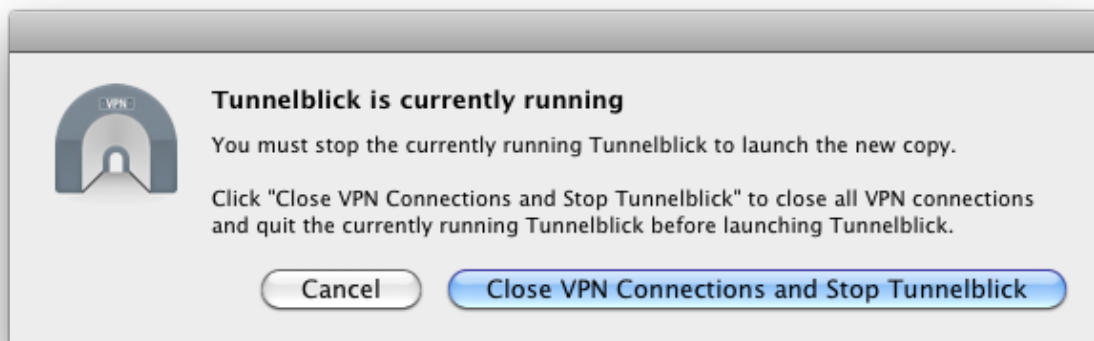 VPN
Tunnelblick is currently running
You must stop the currently running Tunnelblick to launch the new copy.
Click "Close VPN Connections and Stop Tunnelblick" to close all VPN connections
and quit the currently running Tunnelblick before launching Tunnelblick.
Cancel
Close VPN Connections and Stop Tunnelblick